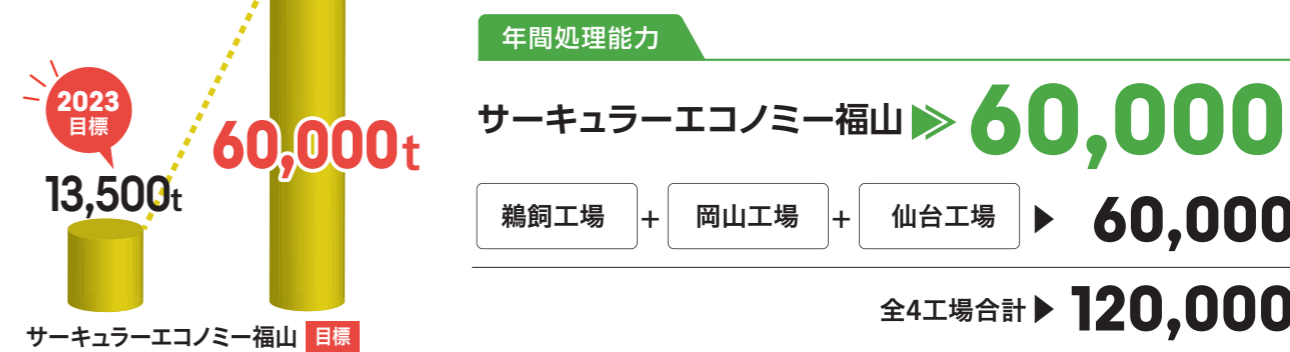 2023
目標
13,500t
60,000t
サーキュラーエコノミー福山 目標
年間処理能力
サーキュラーエコノミー福山 60,000
鵜飼工場 + 岡山工場 + 仙台工場 60,000
全4工場合計 120,000